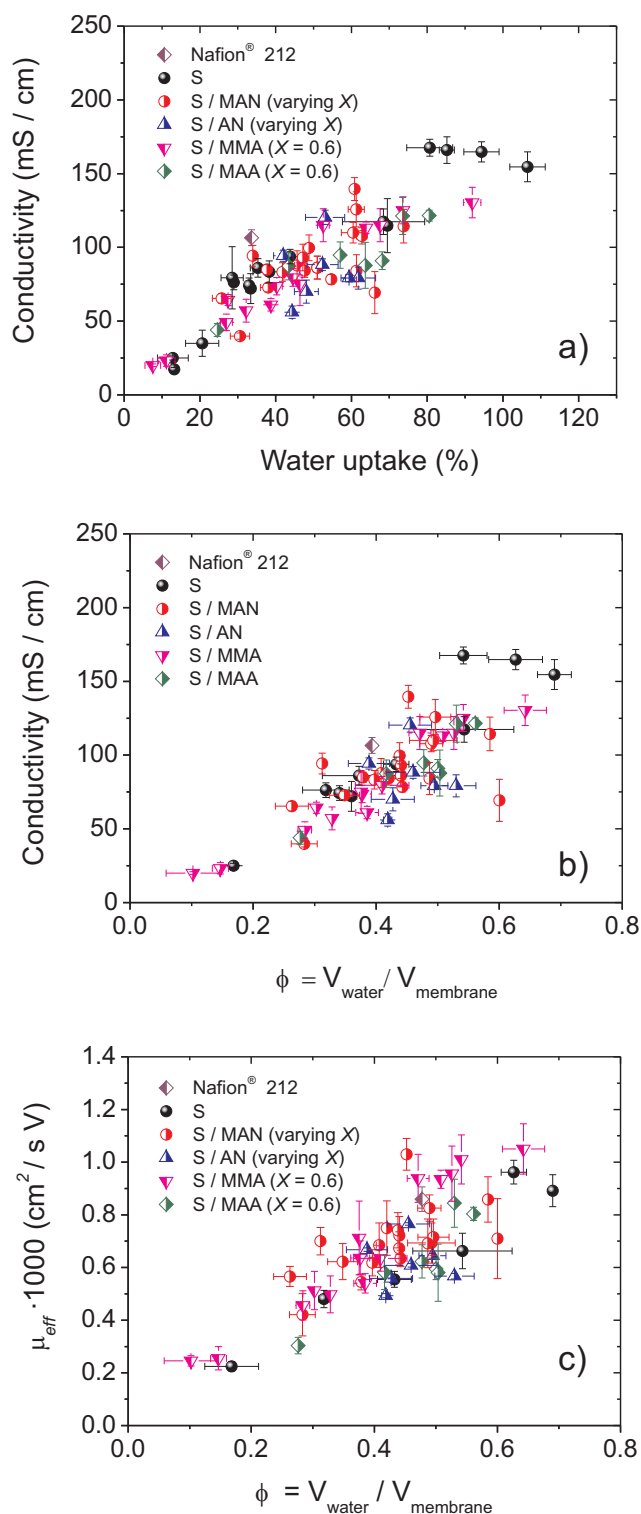 250
200
150
100
50
0
Conductivity (mS / cm)
Nafion® 212
S
S / MAN (varying X)
S / AN (varying X)
S / MMA (X = 0.6)
S / MAA (X = 0.6)
a)
0 20 40 60 80 100 120
Water uptake (%)
250
200
150
100
50
0
Conductivity (mS / cm)
Nafion® 212
S
S / MAN
S / AN
S / MMA
S / MAA
b)
0.0 0.2 0.4 0.6 0.8
ϕ = V_water / V_membrane
1.4
1.2
1.0
0.8
0.6
0.4
0.2
0.0
μ_eff·1000 (cm² / s V)
Nafion® 212
S
S / MAN (varying X)
S / AN (varying X)
S / MMA (X = 0.6)
S / MAA (X = 0.6)
c)
0.0 0.2 0.4 0.6 0.8
ϕ = V_water / V_membrane